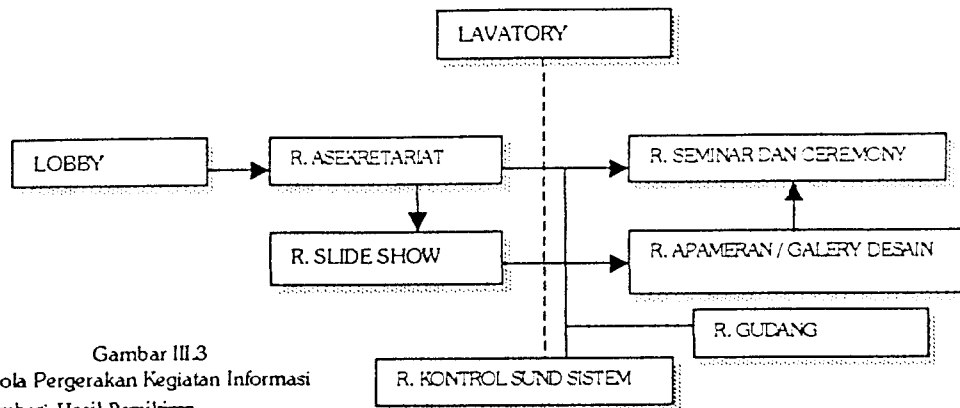 LAVATORY
LOBBY
R. ASEKRETARIAT
R. SEMINAR DAN CEREMONY
R. SLIDE SHOW
R. APAMERAN / GALERY DESAIN
R. GUDANG
R. KONTROL SUND SISTEM
Gambar III.3
ola Pergerakan Kegiatan Informasi
Hasil